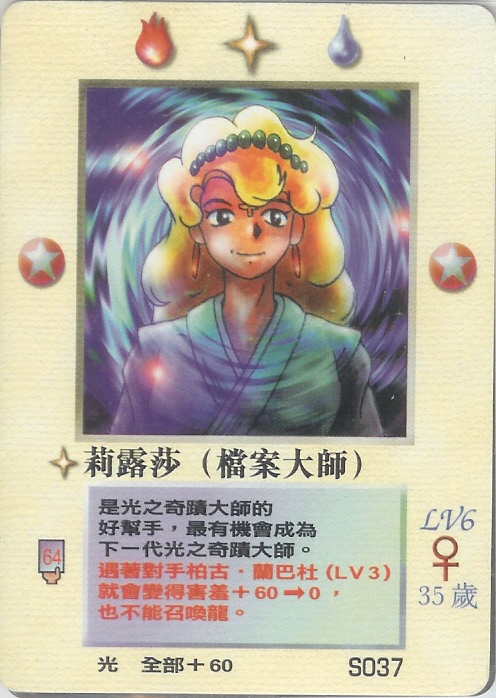 莉露莎（檔案大師）
是光之奇蹟大師的
好幫手，最有機會成為
下一代光之奇蹟大師。
遇著對手柏古．蘭巴杜(LV3)
就會變得害羞＋60➡0，
也不能召喚龍。
64
LV6
♀
35歲
光 全部＋60
S037